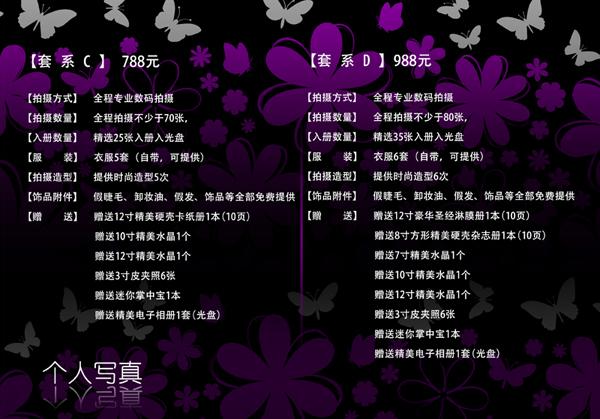 【套 系 C 】 788元
【拍摄方式】 全程专业数码拍摄
【拍摄数量】 全程拍摄不少于70张,
【入册数量】 精选25张入册入光盘
【服 装】 衣服5套（自带，可提供）
【拍摄造型】 提供时尚造型5次
【饰品附件】 假睫毛、卸妆油、假发、饰品等全部免费提供
【赠 送】 赠送12寸精美硬壳卡纸册1本(10页)
赠送10寸精美水晶1个
赠送12寸精美水晶1个
赠送3寸皮夹照6张
赠送迷你掌中宝1本
赠送精美电子相册1套(光盘)
【套 系 D 】988元
【拍摄方式】 全程专业数码拍摄
【拍摄数量】 全程拍摄不少于80张,
【入册数量】 精选35张入册入光盘
【服 装】 衣服6套（自带，可提供）
【拍摄造型】 提供时尚造型6次
【饰品附件】 假睫毛、卸妆油、假发、饰品等全部免费提供
【赠 送】 赠送12寸豪华圣经淋膜册1本(10页)
赠送8寸方形精美硬壳杂志册1本(10页)
赠送7寸精美水晶1个
赠送10寸精美水晶1个
赠送12寸精美水晶1个
赠送3寸皮夹照6张
赠送迷你掌中宝1本
赠送精美电子相册1套(光盘)
个人写真